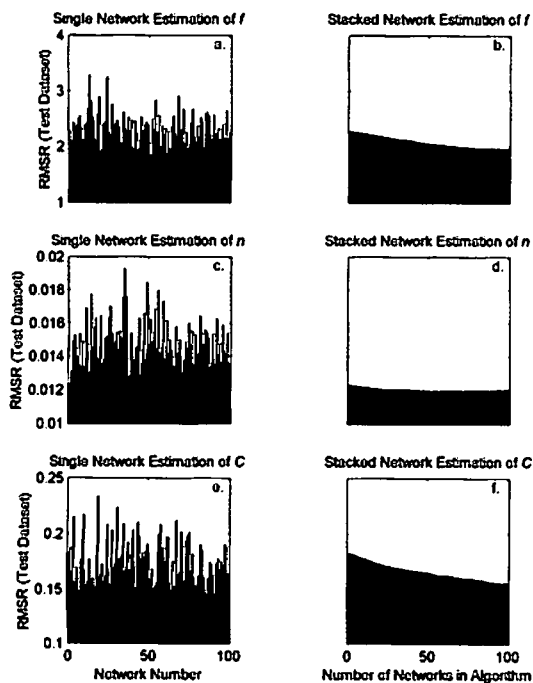 Single Network Estimation of f
Stacked Network Estimation of f
4
3
2
1
RMSR (Test Dataset)
a.
b.
Single Network Estimation of n
Stacked Network Estimation of n
0.02
0.018
0.016
0.014
0.012
0.01
RMSR (Test Dataset)
c.
d.
Single Network Estimation of C
Stacked Network Estimation of C
0.25
0.2
0.15
0.1
RMSR (Test Dataset)
e.
f.
0 50 100
0 50 100
Network Number
Number of Networks in Algorithm